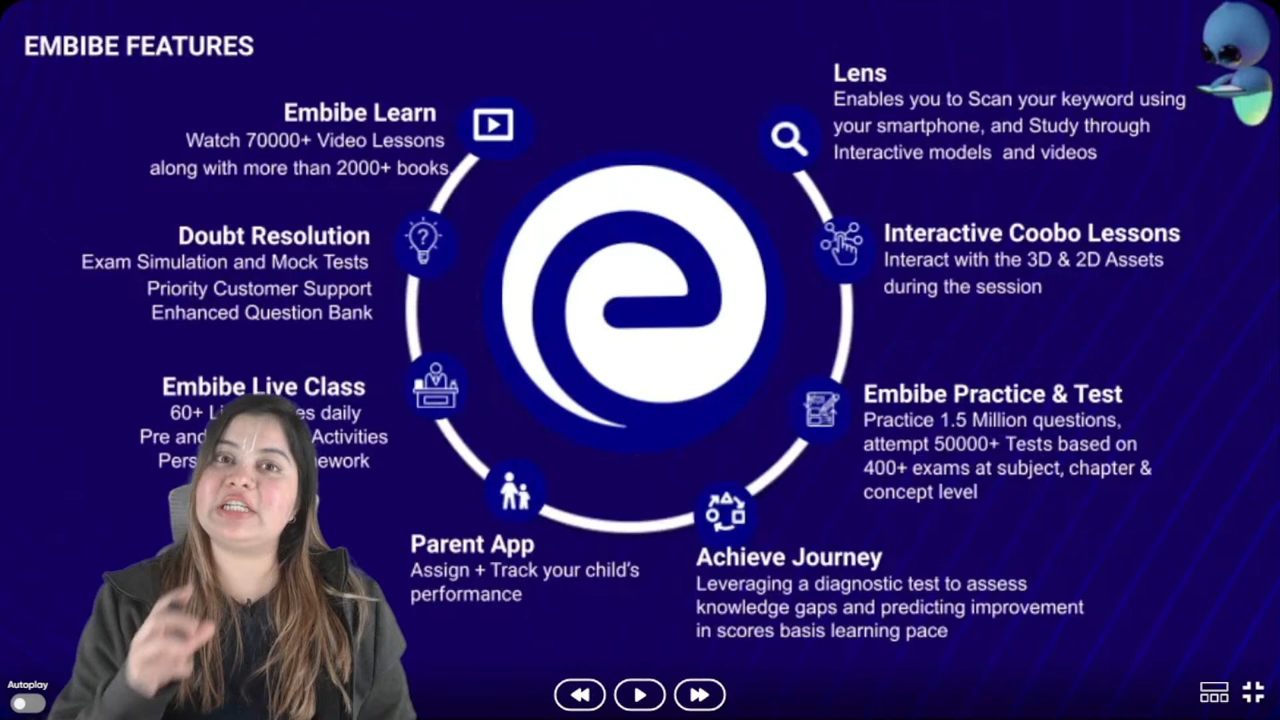 EMBIBE FEATURES
Embibe Learn
Watch 70000+ Video Lessons
along with more than 2000+ books
Doubt Resolution
Exam Simulation and Mock Tests
Priority Customer Support
Enhanced Question Bank
Embibe Live Class
60+ daily
Pre and Activities
Parent App
Assign + Track your child's
performance
Achieve Journey
Leveraging a diagnostic test to assess
knowledge gaps and predicting improvement
in scores basis learning pace
Embibe Practice & Test
Practice 1.5 Million questions,
attempt 50000+ Tests based on
400+ exams at subject, chapter &
concept level
Interactive Coobo Lessons
Interact with the 3D & 2D Assets
during the session
Lens
Enables you to Scan your keyword using
your smartphone, and Study through
Interactive models and videos
Autoplay